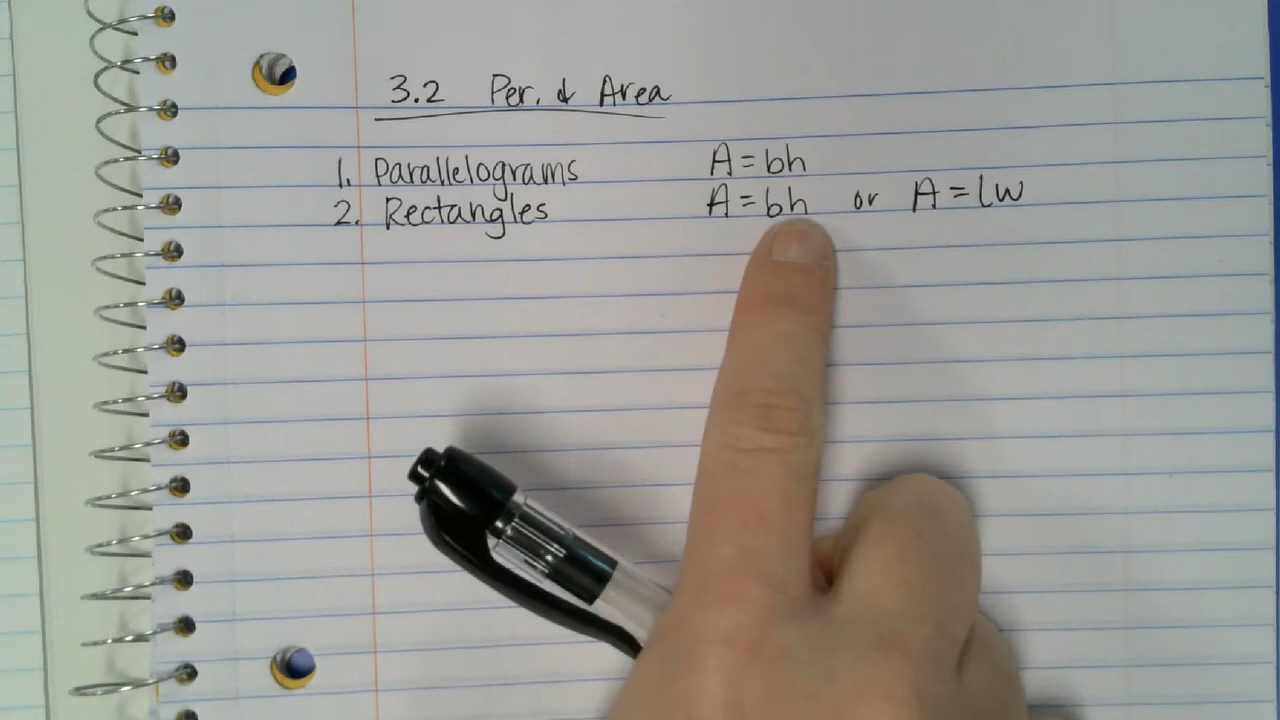 3.2 Per. & Area
1. Parallelograms A = bh
2. Rectangles A = bh or A = lw